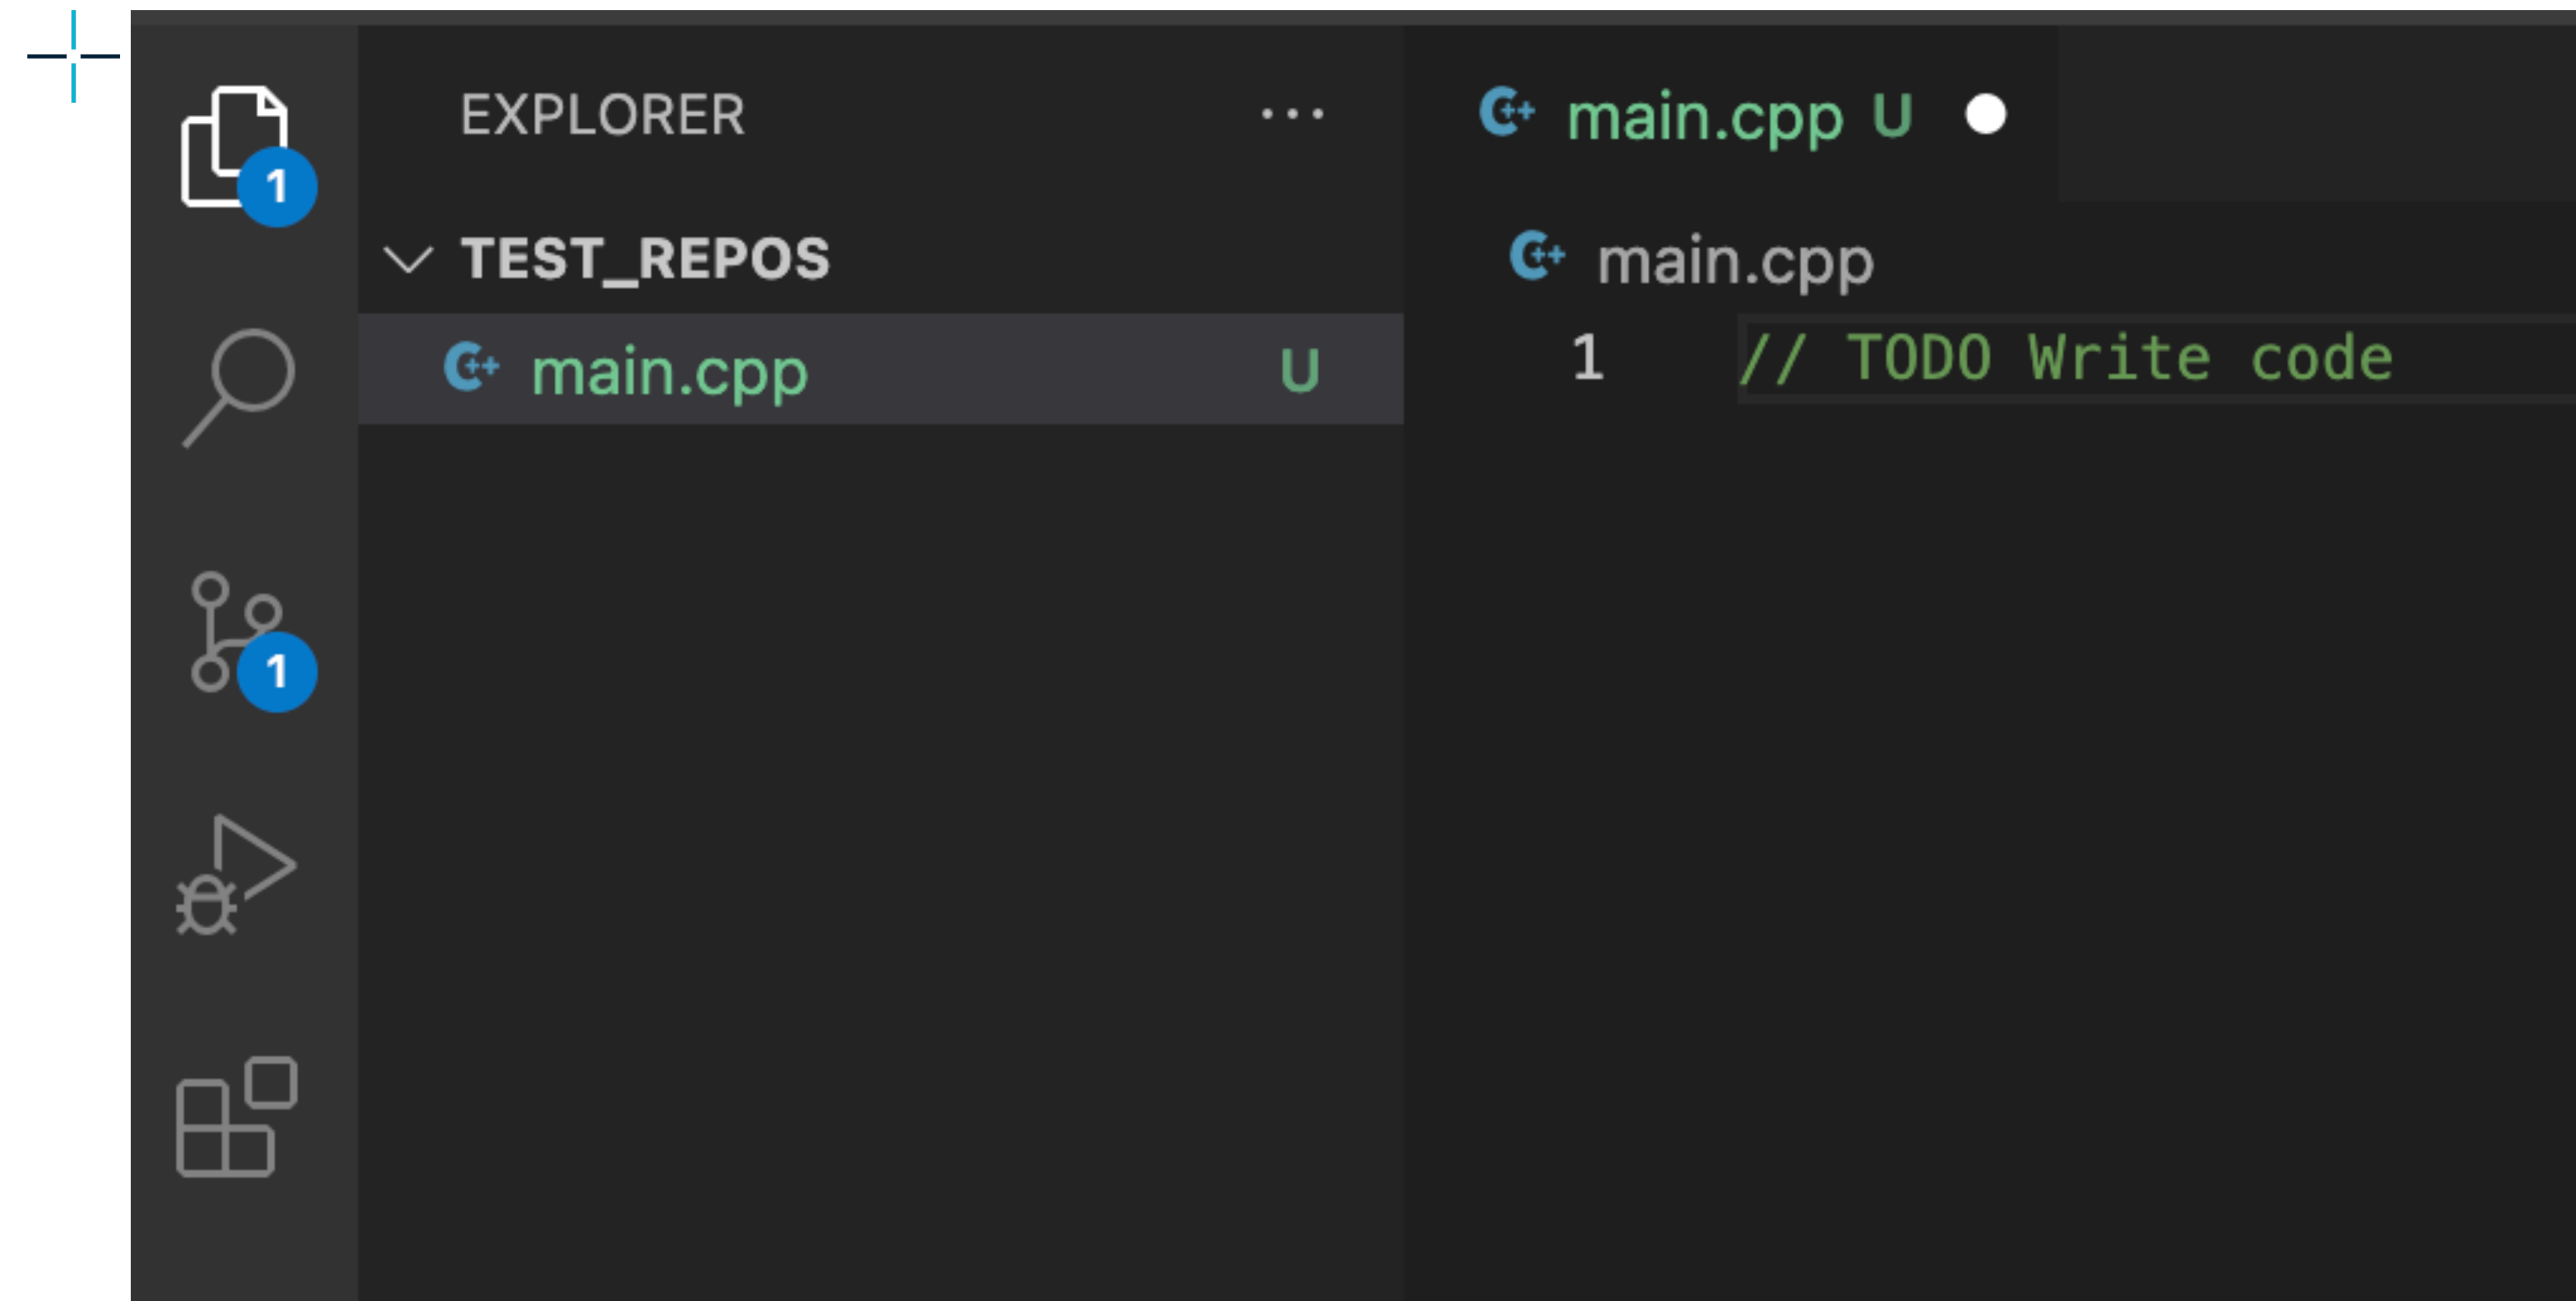 EXPLORER ...
main.cpp U
1
TEST_REPOS
main.cpp
main.cpp U
1 // TODO Write code
1